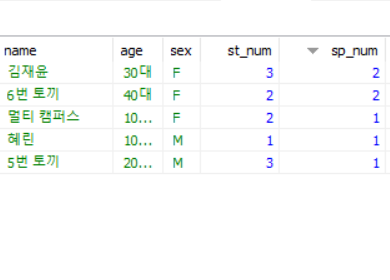 name age sex st_num sp_num
김재윤 30대 F 3 2
6번 토끼 40대 F 2 2
멀티 캠퍼스 10... F 2 1
혜린 10... M 1 1
5번 토끼 20... M 3 1